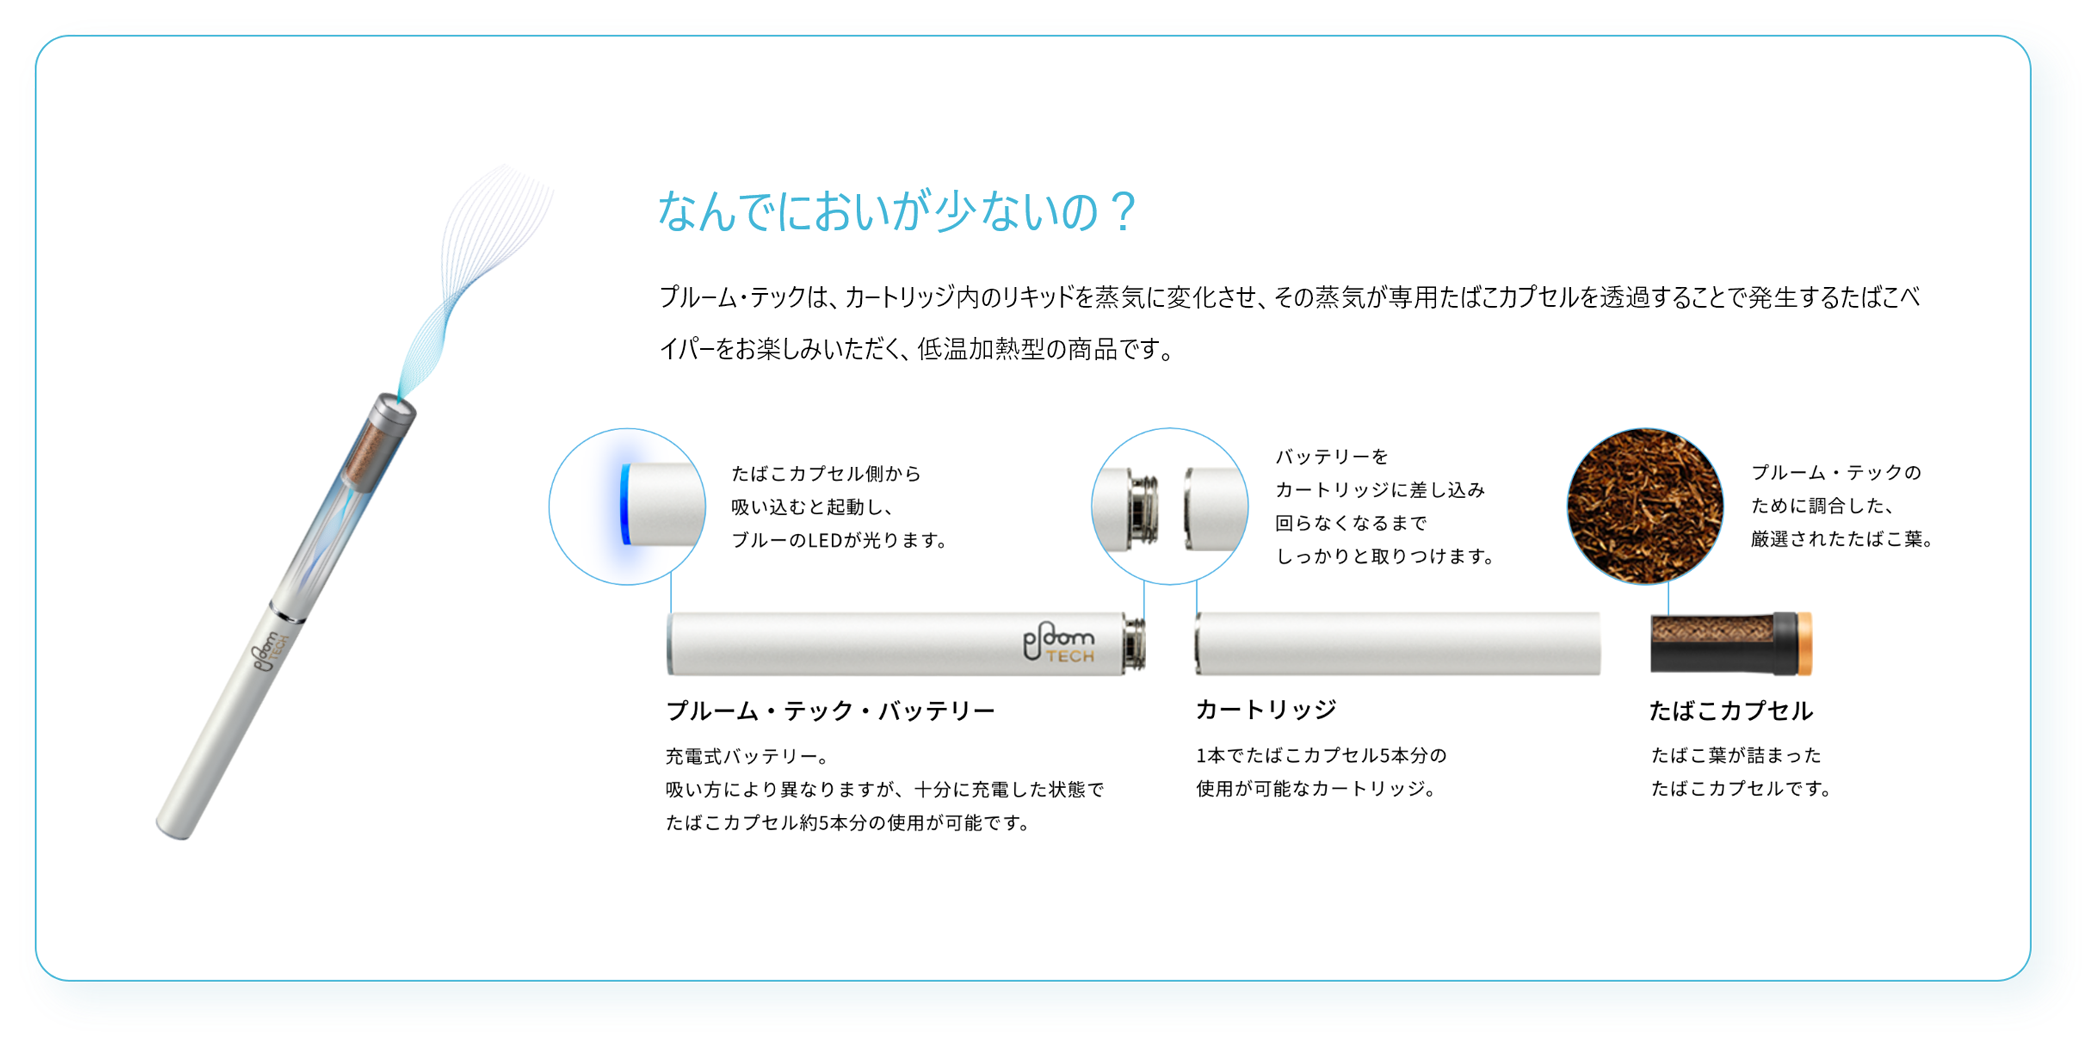 なんでにおいが少ないの？
プルーム・テックは、カートリッジ内のリキッドを蒸気に変化させ、その蒸気が専用たばこカプセルを透過することで発生するたばこベ
イパーをお楽しみいただく、低温加熱型の商品です。
たばこカプセル側から
吸い込むと起動し、
ブルーのLEDが光ります。
バッテリーを
カートリッジに差し込み
回らなくなるまで
しっかりと取りつけます。
プルーム・テックの
ために調合した、
厳選されたたばこ葉。
ploom
TECH
ploom
TECH
プルーム・テック・バッテリー
充電式バッテリー。
吸い方により異なりますが、十分に充電した状態で
たばこカプセル約5本分の使用が可能です。
カートリッジ
1本でたばこカプセル5本分の
使用が可能なカートリッジ。
たばこカプセル
たばこ葉が詰まった
たばこカプセルです。